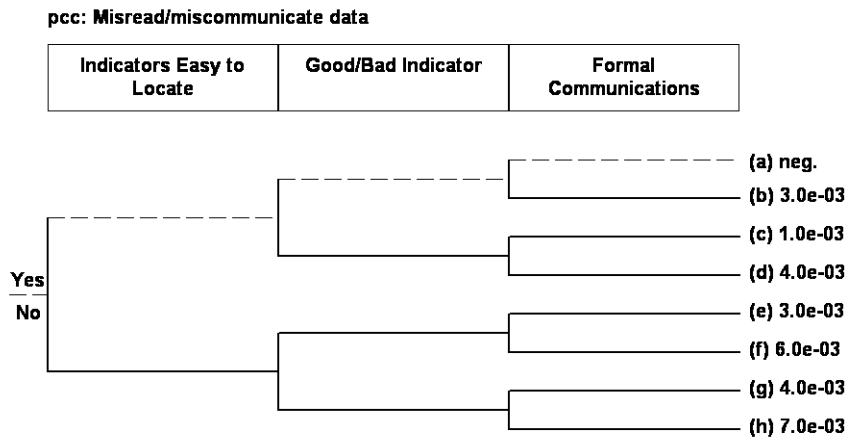 pcc: Misread/miscommunicate data
Indicators Easy to
Locate
Good/Bad Indicator
Formal
Communications
(a) neg.
(b) 3.0e-03
(c) 1.0e-03
(d) 4.0e-03
Yes
No
(e) 3.0e-03
(f) 6.0e-03
(g) 4.0e-03
(h) 7.0e-03